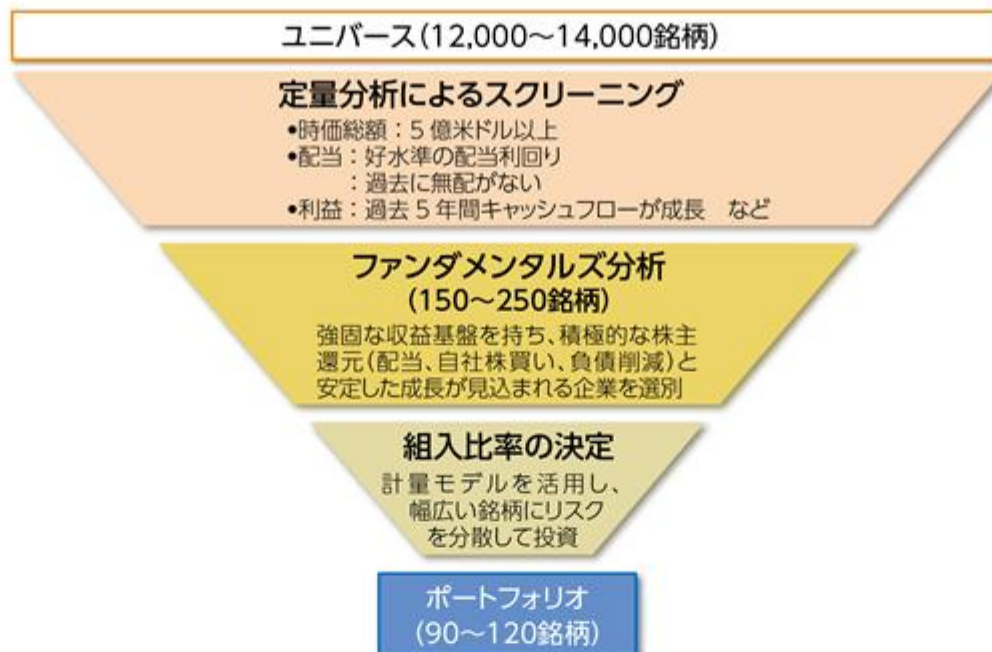 ユニバース(12,000～14,000銘柄)
定量分析によるスクリーニング
•時価総額：5億米ドル以上
•配当：好水準の配当利回り
：過去に無配がない
•利益：過去5年間キャッシュフローが成長　など
ファンダメンタルズ分析
(150～250銘柄)
強固な収益基盤を持ち、積極的な株主
還元(配当、自社株買い、負債削減)と
安定した成長が見込まれる企業を選別
組入比率の決定
計量モデルを活用し、
幅広い銘柄にリスク
を分散して投資
ポートフォリオ
(90～120銘柄)